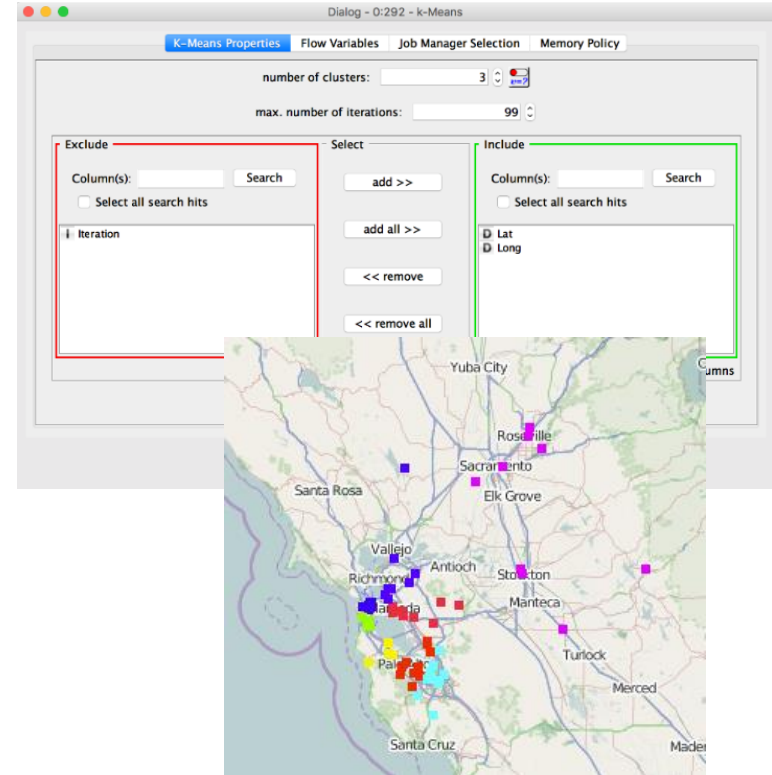 Dialog - 0:292 - k-Means
K-Means Properties Flow Variables Job Manager Selection Memory Policy
number of clusters: 3
max. number of iterations: 99
Exclude
Column(s): Search
Select all search hits
Iteration
Select
add >>
add all >>
<< remove
<< remove all
Include
Column(s): Search
Select all search hits
D Lat
D Long
umns
Yuba City
Roseville
Sacramento
Santa Rosa
Elk Grove
Vallejo
Antioch
Richmond
Stockton
Manteca
Turlock
Merced
Santa Cruz
Mader